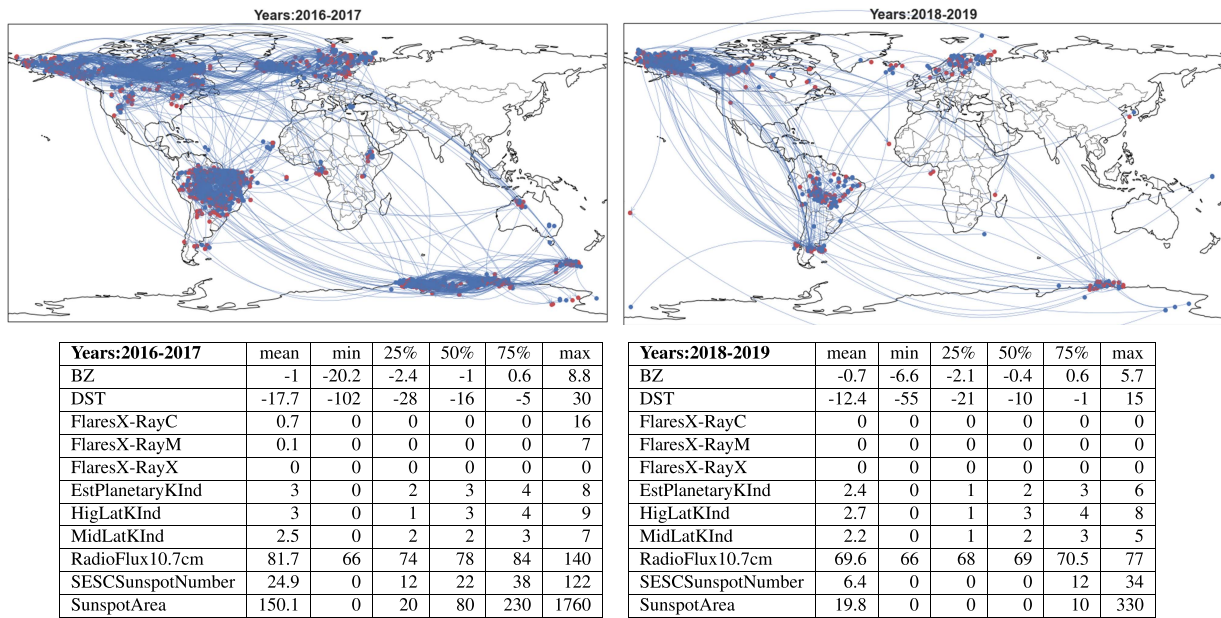 Years:2016-2017
Years:2018-2019
Years:2016-2017 mean min 25% 50% 75% max
BZ -1 -20.2 -2.4 -1 0.6 8.8
DST -17.7 -102 -28 -16 -5 30
FlaresX-RayC 0.7 0 0 0 0 16
FlaresX-RayM 0.1 0 0 0 0 7
FlaresX-RayX 0 0 0 0 0 0
EstPlanetaryKInd 3 0 2 3 4 8
HigLatKInd 3 0 1 3 4 9
MidLatKInd 2.5 0 2 2 3 7
RadioFlux10.7cm 81.7 66 74 78 84 140
SESCSunspotNumber 24.9 0 12 22 38 122
SunspotArea 150.1 0 20 80 230 1760
Years:2018-2019 mean min 25% 50% 75% max
BZ -0.7 -6.6 -2.1 -0.4 0.6 5.7
DST -12.4 -55 -21 -10 -1 15
FlaresX-RayC 0 0 0 0 0 0
FlaresX-RayM 0 0 0 0 0 0
FlaresX-RayX 0 0 0 0 0 0
EstPlanetaryKInd 2.4 0 1 2 3 6
HigLatKInd 2.7 0 1 3 4 8
MidLatKInd 2.2 0 1 2 3 5
RadioFlux10.7cm 69.6 66 68 69 70.5 77
SESCSunspotNumber 6.4 0 0 0 12 34
SunspotArea 19.8 0 0 0 10 330